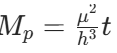 M_p = \frac{\mu^2}{h^3} t